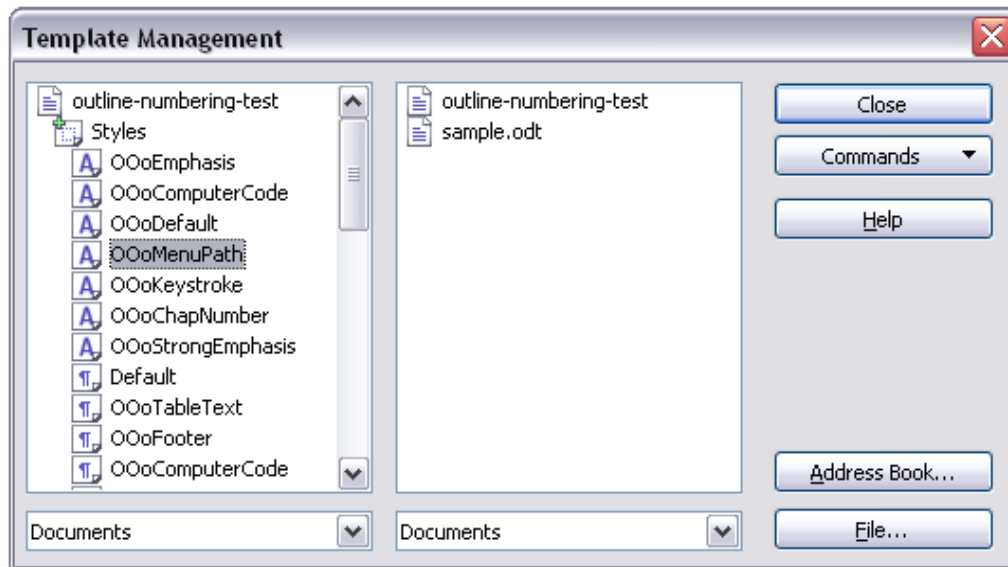 Template Management
outline-numbering-test
Styles
OOoEmphasis
OOoComputerCode
OOoDefault
OOoMenuPath
OOoKeystroke
OOoChapNumber
OOoStrongEmphasis
Default
OOoTableText
OOoFooter
OOoComputerCode
Documents
outline-numbering-test
sample.odt
Documents
Close
Commands
Help
Address Book...
File...